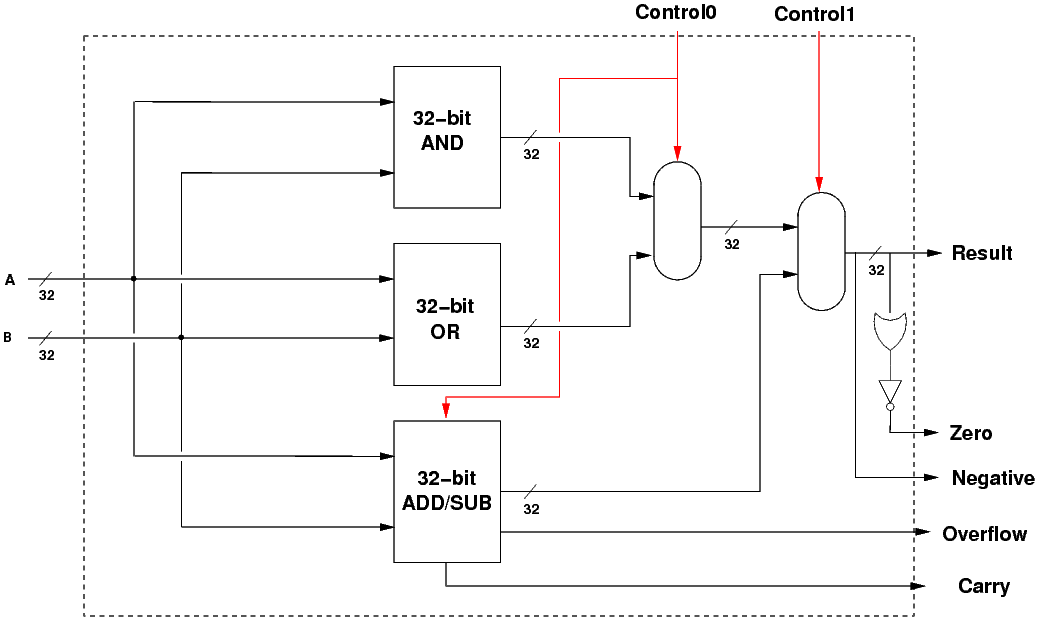 Control0
Control1
32−bit
AND
32
32
32−bit
OR
32
32
Result
A
32
B
32
32−bit
ADD/SUB
32
Zero
Negative
Overflow
Carry